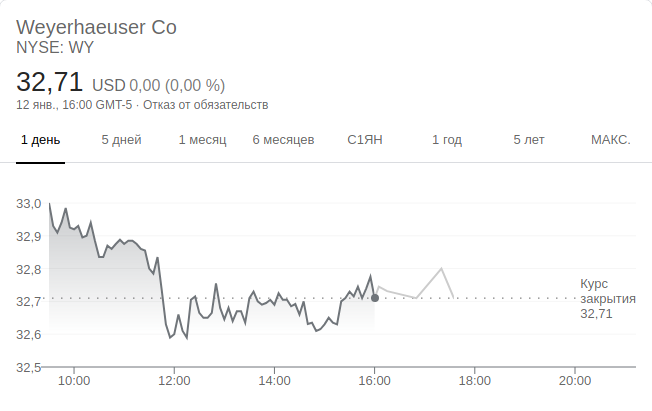 Weyerhaeuser Co
NYSE: WY
32,71 USD 0,00 (0,00 %)
12 янв., 16:00 GMT-5 · Отказ от обязательств
1 день 5 дней 1 месяц 6 месяцев С1ЯН 1 год 5 лет МАКС.
33,0
32,9
32,8
32,7
32,6
32,5
Курс
закрытия
32,71
10:00 12:00 14:00 16:00 18:00 20:00